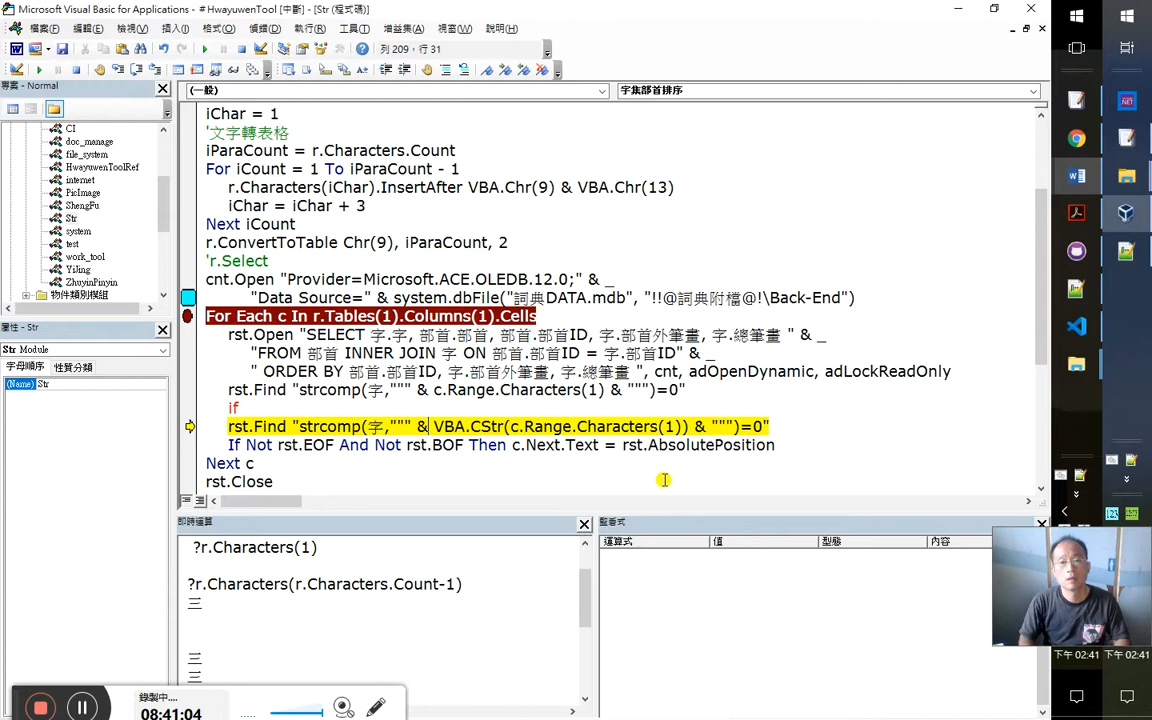 Microsoft Visual Basic for Applications - #HwayuwenTool [中斷] - [Str (程式碼)]
檔案(F) 編輯(E) 檢視(V) 插入(I) 格式(O) 偵錯(D) 執行(R) 工具(T) 增益集(A) 視窗(W) 說明(H)
列 209，行 31
專案 - Normal
CI
doc_manage
file_system
HwayuwenToolRef
internet
PicImage
ShengFu
Str
system
test
work_tool
YiJing
ZhuyinPinyin
物件類別模組
屬性 - Str
Str Module
字母順序 性質分類
(Name) Str
(一般) 字集部首排序
iChar = 1
'文字轉表格
iParaCount = r.Characters.Count
For iCount = 1 To iParaCount - 1
r.Characters(iChar).InsertAfter VBA.Chr(9) & VBA.Chr(13)
iChar = iChar + 3
Next iCount
r.ConvertToTable Chr(9), iParaCount, 2
'r.Select
cnt.Open "Provider=Microsoft.ACE.OLEDB.12.0;" & _
"Data Source=" & system.dbFile("詞典DATA.mdb", "!!@詞典附檔@!\Back-End")
For Each c In r.Tables(1).Columns(1).Cells
rst.Open "SELECT 字.字, 部首.部首, 部首.部首ID, 字.部首外筆畫, 字.總筆畫 " & _
"FROM 部首 INNER JOIN 字 ON 部首.部首ID = 字.部首ID" & _
" ORDER BY 部首.部首ID, 字.部首外筆畫, 字.總筆畫 ", cnt, adOpenDynamic, adLockReadOnly
rst.Find "strcomp(字,""" & c.Range.Characters(1) & """)=0"
if
rst.Find "strcomp(字,""" & VBA.CStr(c.Range.Characters(1)) & """)=0"
If Not rst.EOF And Not rst.BOF Then c.Next.Text = rst.AbsolutePosition
Next c
rst.Close
即時運算
?r.Characters(1)
?r.Characters(r.Characters.Count-1)
三
三
三
監看式
運算式 值 型態 內容
錄製中....
08:41:04
下午 02:41 下午 02:41